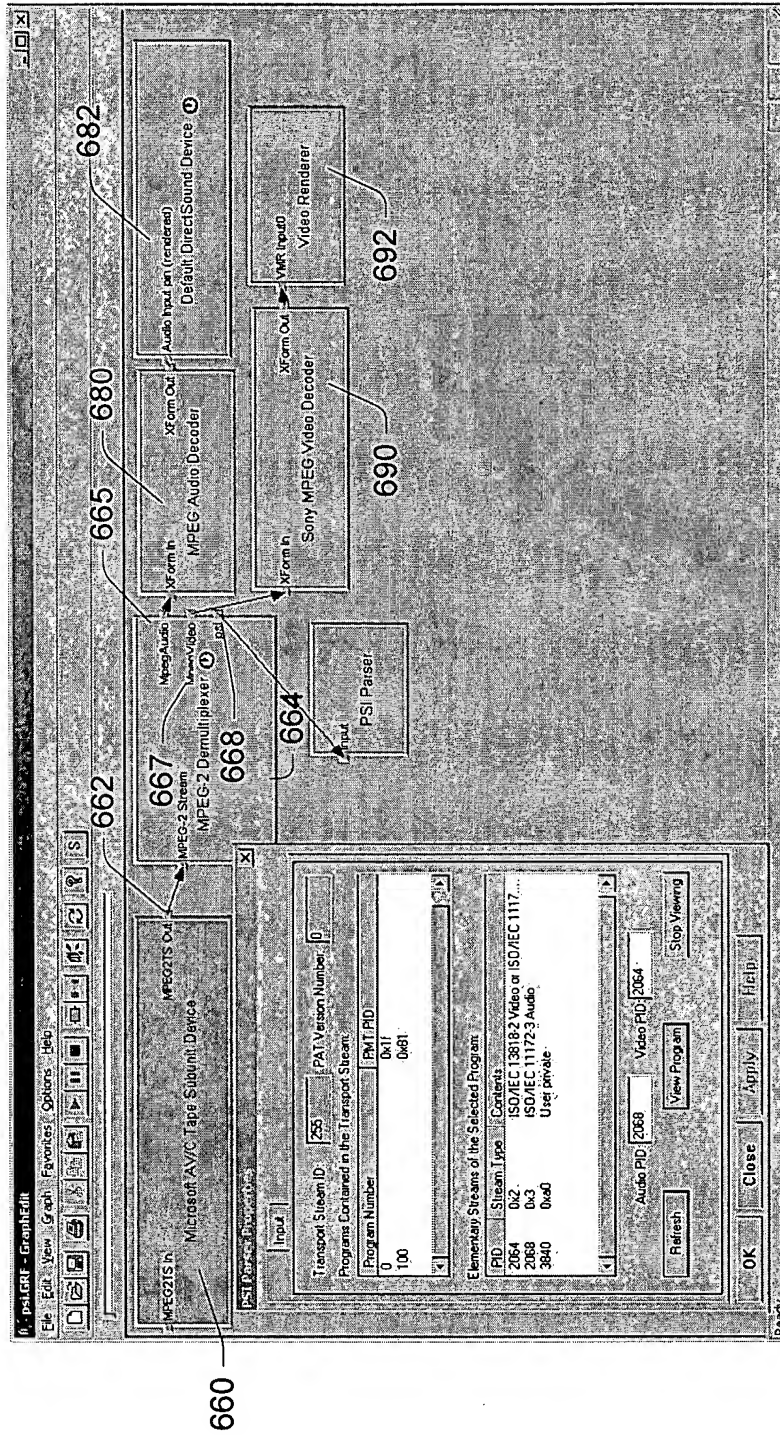 psi.GRF - GraphEdit
File Edit View Graph Favorites Options Help
S
662
665
680
682
MPEG2TS In
Microsoft AV/C Tape Subunit Device
MPEG2TS Out
660
MPEG-2 Stream
MPEG-2 Demultiplexer
MpegAudio
MpegVideo
psi
667
668
664
XForm In
MPEG Audio Decoder
XForm Out
Audio Input pin (rendered)
Default DirectSound Device
XForm In
Sony MPEG Video Decoder
XForm Out
690
VMR Input0
Video Renderer
692
Input
PSI Parser
PSI Parser Properties
Input
Transport Stream ID: 255 PAT Version Number: 0
Programs Contained in the Transport Stream:
Program Number PMT PID
0 0x1f
100 0x81
Elementary Streams of the Selected Program:
PID Stream Type Contents
2064 0x2 ISO/IEC 13818-2 Video or ISO/IEC 1117....
2068 0x3 ISO/IEC 11172-3 Audio
3840 0xa0 User private
Audio PID: 2068 Video PID: 2064
Refresh View Program Stop Viewing
OK Close Apply Help